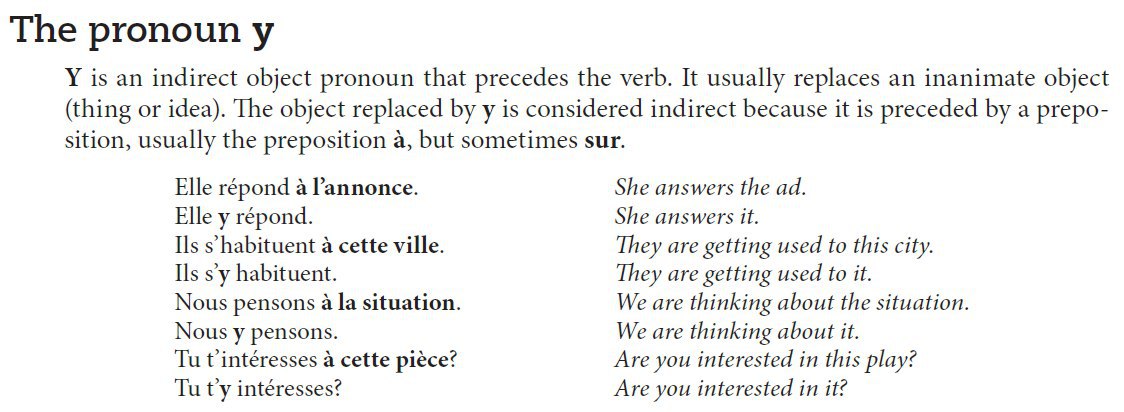 The pronoun y
Y is an indirect object pronoun that precedes the verb. It usually replaces an inanimate object
(thing or idea). The object replaced by y is considered indirect because it is preceded by a prepo-
sition, usually the preposition à, but sometimes sur.
Elle répond à l’annonce. She answers the ad.
Elle y répond. She answers it.
Ils s’habituent à cette ville. They are getting used to this city.
Ils s’y habituent. They are getting used to it.
Nous pensons à la situation. We are thinking about the situation.
Nous y pensons. We are thinking about it.
Tu t’intéresses à cette pièce? Are you interested in this play?
Tu t’y intéresses? Are you interested in it?